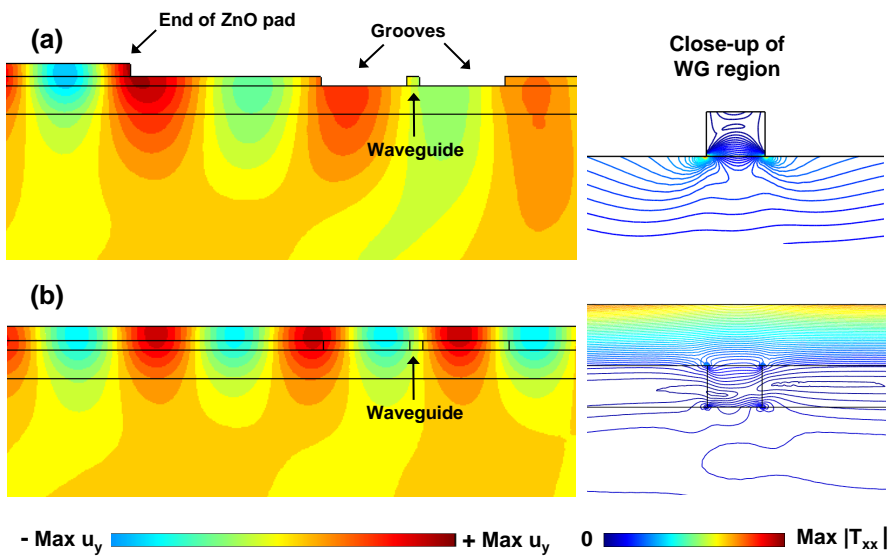 (a)
End of ZnO pad
Grooves
Waveguide
Close-up of
WG region
(b)
Waveguide
- Max u_y
+ Max u_y
0
Max |T_xx|